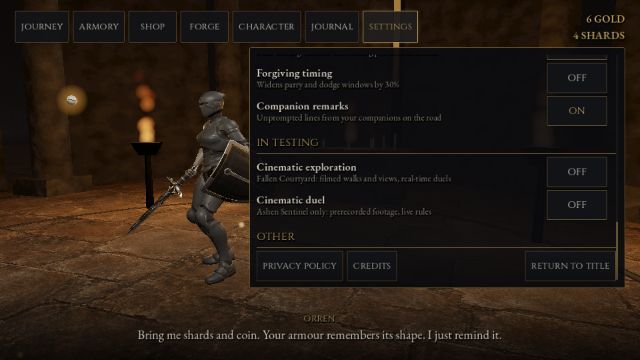 JOURNEY
ARMORY
SHOP
FORGE
CHARACTER
JOURNAL
SETTINGS
6 GOLD
4 SHARDS
Forgiving timing
Widens parry and dodge windows by 30%
OFF
Companion remarks
Unprompted lines from your companions on the road
ON
IN TESTING
Cinematic exploration
Fallen Courtyard: filmed walks and views, real-time duels
OFF
Cinematic duel
Ashen Sentinel only: prerecorded footage, live rules
OFF
OTHER
PRIVACY POLICY
CREDITS
RETURN TO TITLE
ORREN
Bring me shards and coin. Your armour remembers its shape. I just remind it.